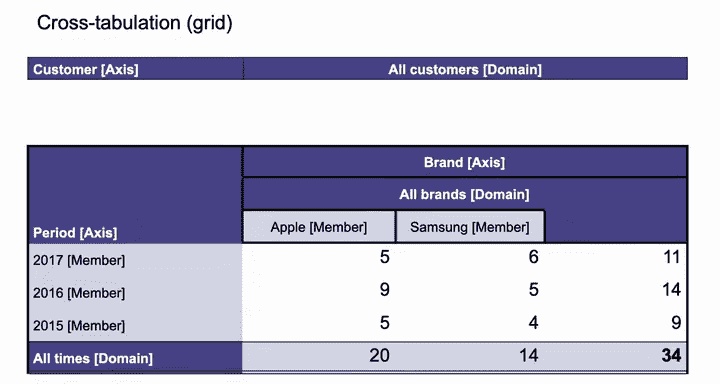 Cross-tabulation (grid)
Customer [Axis] All customers [Domain]
Brand [Axis]
All brands [Domain]
Period [Axis] Apple [Member] Samsung [Member]
2017 [Member] 5 6 11
2016 [Member] 9 5 14
2015 [Member] 5 4 9
All times [Domain] 20 14 34